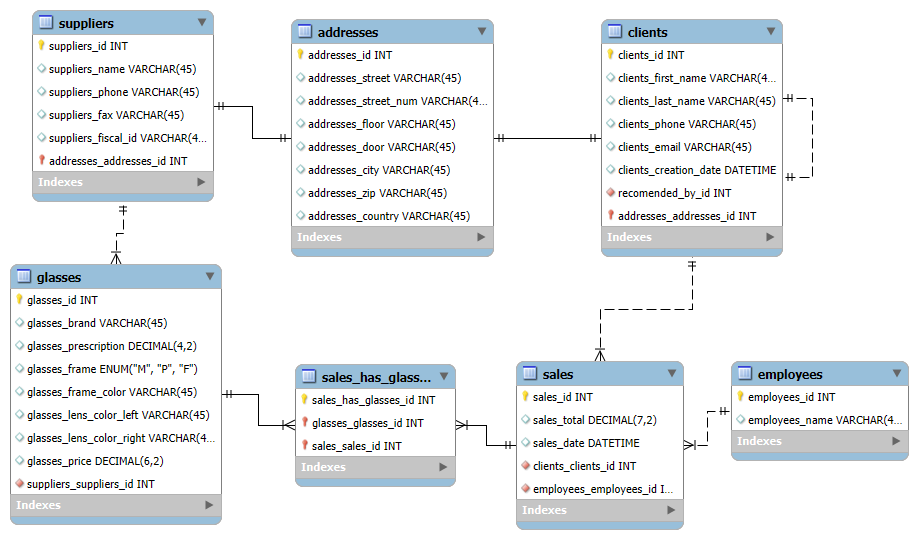 suppliers
suppliers_id INT
suppliers_name VARCHAR(45)
suppliers_phone VARCHAR(45)
suppliers_fax VARCHAR(45)
suppliers_fiscal_id VARCHAR(4...
addresses_addresses_id INT
Indexes
addresses
addresses_id INT
addresses_street VARCHAR(45)
addresses_street_num VARCHAR(4...
addresses_floor VARCHAR(45)
addresses_door VARCHAR(45)
addresses_city VARCHAR(45)
addresses_zip VARCHAR(45)
addresses_country VARCHAR(45)
Indexes
clients
clients_id INT
clients_first_name VARCHAR(4...
clients_last_name VARCHAR(45)
clients_phone VARCHAR(45)
clients_email VARCHAR(45)
clients_creation_date DATETIME
recomended_by_id INT
addresses_addresses_id INT
Indexes
glasses
glasses_id INT
glasses_brand VARCHAR(45)
glasses_prescription DECIMAL(4,2)
glasses_frame ENUM("M", "P", "F")
glasses_frame_color VARCHAR(45)
glasses_lens_color_left VARCHAR(45)
glasses_lens_color_right VARCHAR(4...
glasses_price DECIMAL(6,2)
suppliers_suppliers_id INT
Indexes
sales_has_glass...
sales_has_glasses_id INT
glasses_glasses_id INT
sales_sales_id INT
Indexes
sales
sales_id INT
sales_total DECIMAL(7,2)
sales_date DATETIME
clients_clients_id INT
employees_employees_id I...
Indexes
employees
employees_id INT
employees_name VARCHAR(4...
Indexes